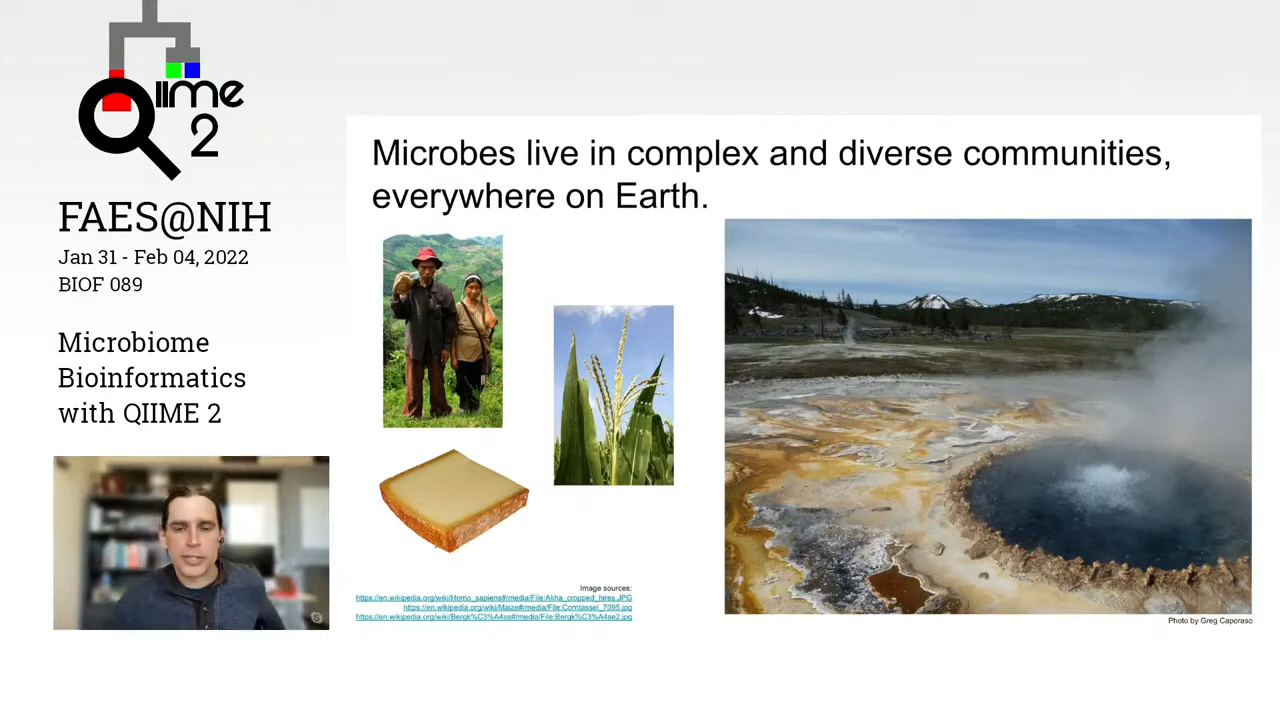 QIIME
2
FAES@NIH
Jan 31 - Feb 04, 2022
BIOF 089
Microbiome
Bioinformatics
with QIIME 2
Microbes live in complex and diverse communities,
everywhere on Earth.
Image sources:
https://en.wikipedia.org/wiki/Homo_sapiens#/media/File:Akha_cropped_hires.JPG
https://en.wikipedia.org/wiki/Maize#/media/File:Corntassel_7095.jpg
https://en.wikipedia.org/wiki/Bergk%C3%A4se#/media/File:Bergk%C3%A4se2.jpg
Photo by Greg Caporaso